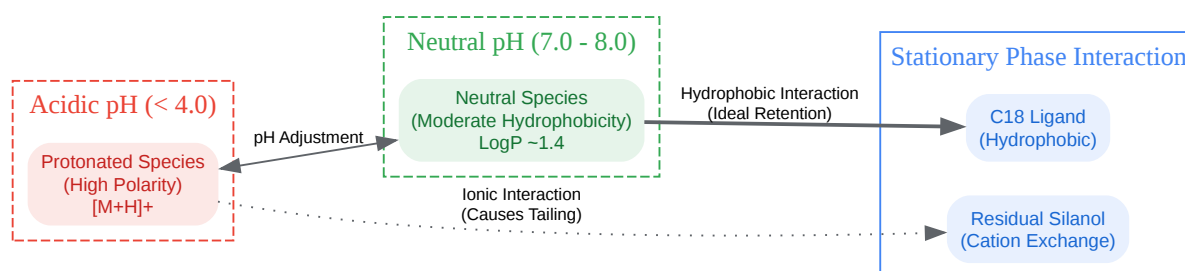 Acidic pH (< 4.0)
Protonated Species
(High Polarity)
[M+H]+
pH Adjustment
Neutral pH (7.0 - 8.0)
Neutral Species
(Moderate Hydrophobicity)
LogP ~1.4
Hydrophobic Interaction
(Ideal Retention)
Ionic Interaction
(Causes Tailing)
Stationary Phase Interaction
C18 Ligand
(Hydrophobic)
Residual Silanol
(Cation Exchange)